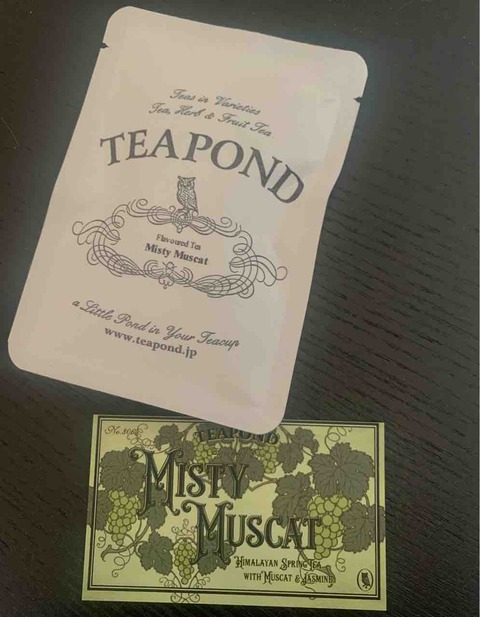 Teas in Varieties
Tea, Herb & Fruit Tea
TEAPOND
Flavoured Tea
Misty Muscat
a Little Pond in Your Teacup
www.teapond.jp
TEAPOND
MISTY
MUSCAT
HIMALAYAN SPRING TEA
WITH MUSCAT & JASMINE